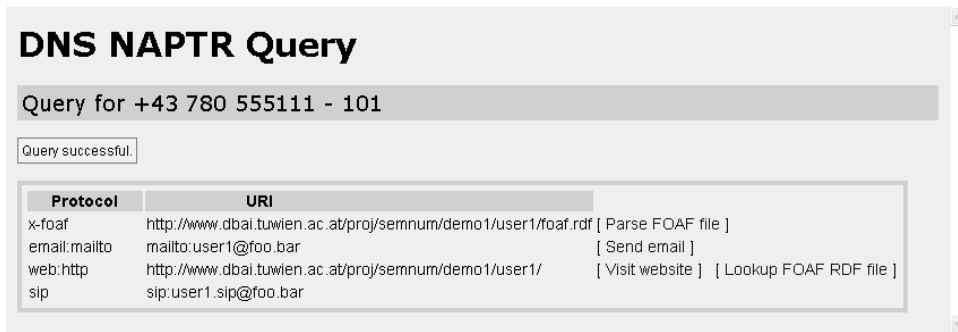 DNS NAPTR Query
Query for +43 780 555111 - 101
Query successful.
Protocol URI
x-foaf http://www.dbai.tuwien.ac.at/proj/semnum/demo1/user1/foaf.rdf [ Parse FOAF file ]
email:mailto mailto:user1@foo.bar [ Send email ]
web:http http://www.dbai.tuwien.ac.at/proj/semnum/demo1/user1/ [ Visit website ] [ Lookup FOAF RDF file ]
sip sip:user1.sip@foo.bar